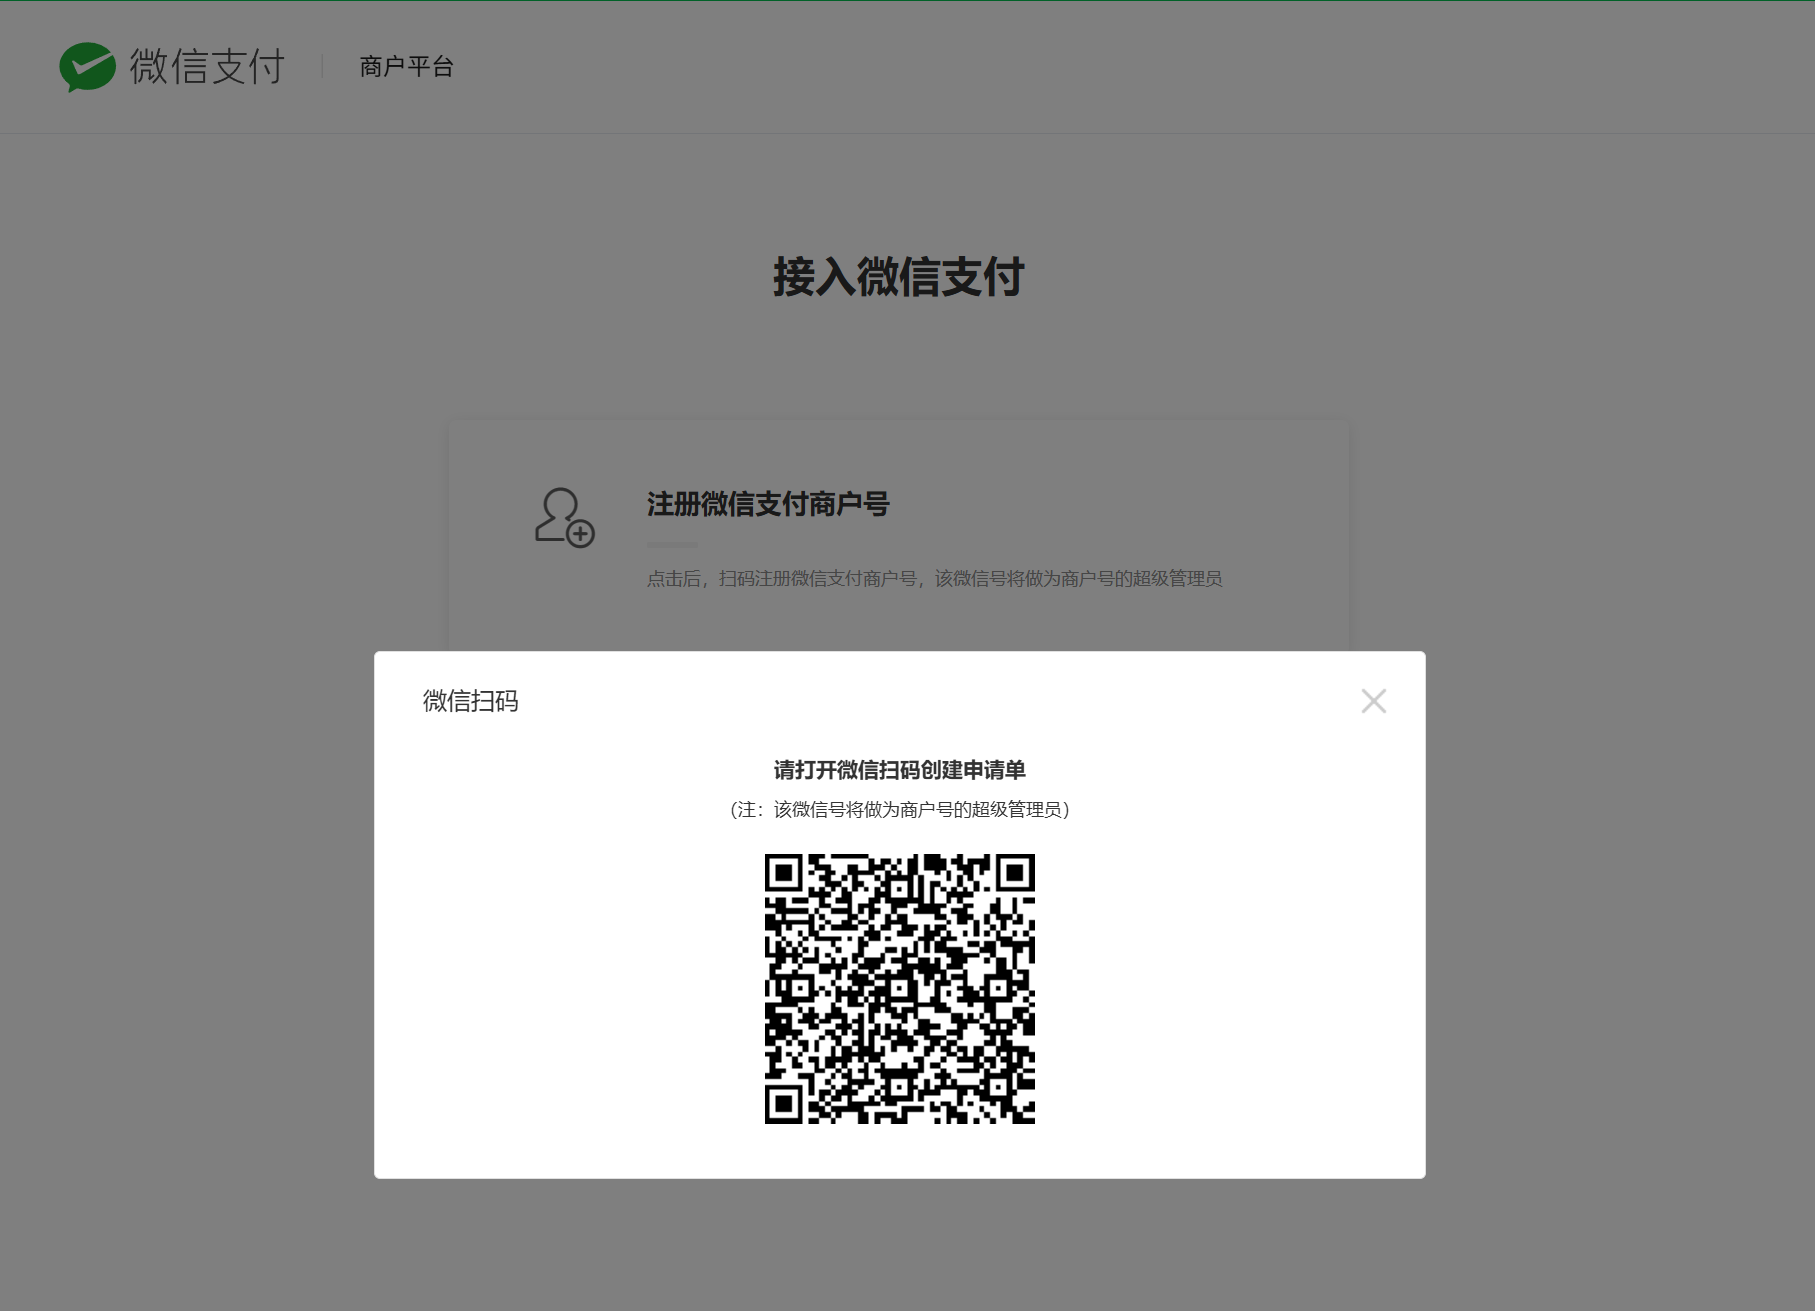 微信支付
商户平台
接入微信支付
注册微信支付商户号
点击后，扫码注册微信支付商户号，该微信号将做为商户号的超级管理员
微信扫码
请打开微信扫码创建申请单
（注：该微信号将做为商户号的超级管理员）